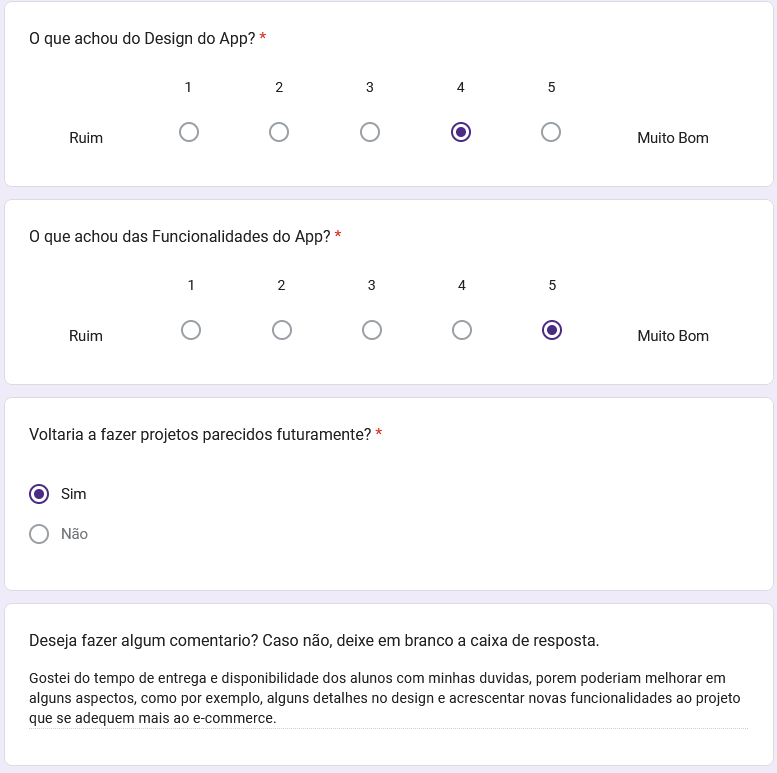 O que achou do Design do App? *
1 2 3 4 5
Ruim Muito Bom
O que achou das Funcionalidades do App? *
1 2 3 4 5
Ruim Muito Bom
Voltaria a fazer projetos parecidos futuramente? *
Sim
Não
Deseja fazer algum comentario? Caso não, deixe em branco a caixa de resposta.
Gostei do tempo de entrega e disponibilidade dos alunos com minhas duvidas, porem poderiam melhorar em
alguns aspectos, como por exemplo, alguns detalhes no design e acrescentar novas funcionalidades ao projeto
que se adequem mais ao e-commerce.